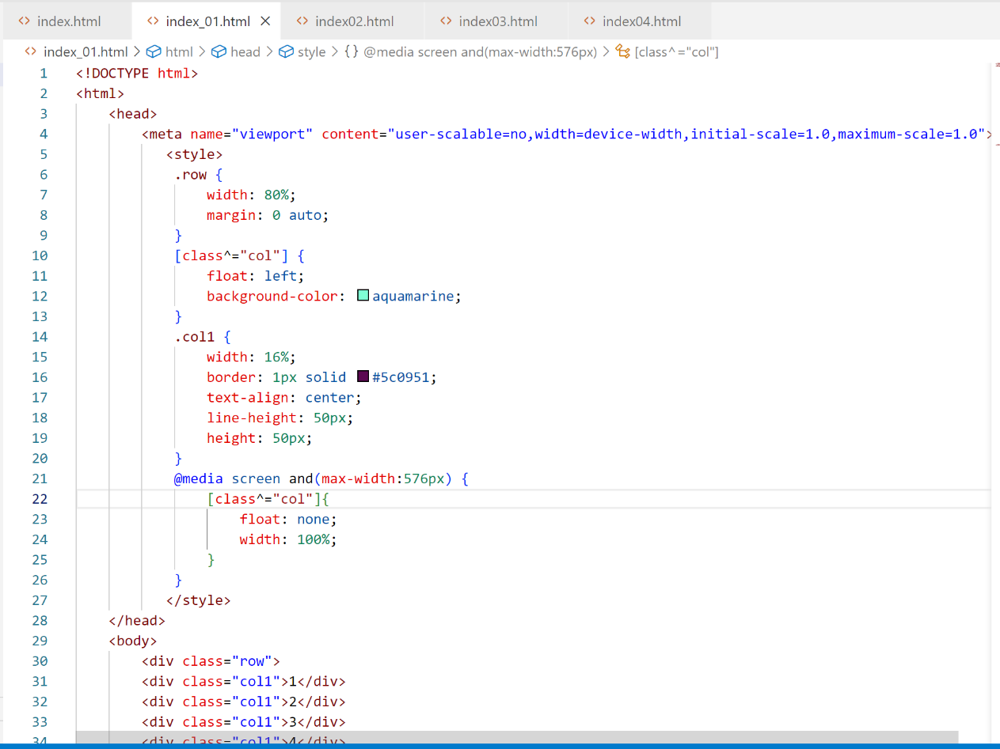 index.html
index_01.html
index02.html
index03.html
index04.html
index_01.html > html > head > style > {} @media screen and(max-width:576px) > [class^="col"]
1 <!DOCTYPE html>
2 <html>
3 <head>
4 <meta name="viewport" content="user-scalable=no,width=device-width,initial-scale=1.0,maximum-scale=1.0">
5 <style>
6 .row {
7 width: 80%;
8 margin: 0 auto;
9 }
10 [class^="col"] {
11 float: left;
12 background-color: aquamarine;
13 }
14 .col1 {
15 width: 16%;
16 border: 1px solid #5c0951;
17 text-align: center;
18 line-height: 50px;
19 height: 50px;
20 }
21 @media screen and(max-width:576px) {
22 [class^="col"]{
23 float: none;
24 width: 100%;
25 }
26 }
27 </style>
28 </head>
29 <body>
30 <div class="row">
31 <div class="col1">1</div>
32 <div class="col1">2</div>
33 <div class="col1">3</div>
34 <div class="col1">4</div>